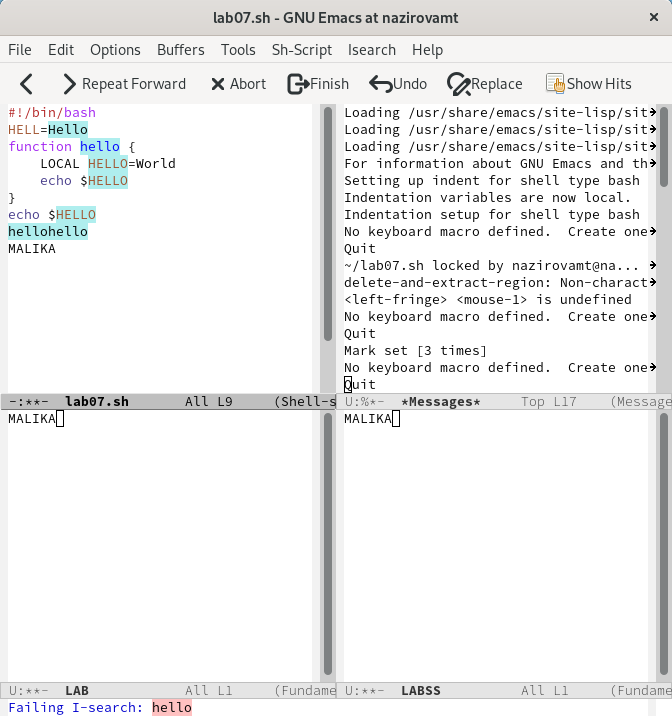 lab07.sh - GNU Emacs at nazirovamt
File Edit Options Buffers Tools Sh-Script Isearch Help
Repeat Forward Abort Finish Undo Replace Show Hits
#!/bin/bash
HELL=Hello
function hello {
    LOCAL HELLO=World
    echo $HELLO
}
echo $HELLO
hellohello
MALIKA
-:**-  lab07.sh       All L9     (Shell-s
Loading /usr/share/emacs/site-lisp/sit
Loading /usr/share/emacs/site-lisp/sit
Loading /usr/share/emacs/site-lisp/sit
For information about GNU Emacs and th
Setting up indent for shell type bash
Indentation variables are now local.
Indentation setup for shell type bash
No keyboard macro defined.  Create one
Quit
~/lab07.sh locked by nazirovamt@na...
delete-and-extract-region: Non-charact
<left-fringe> <mouse-1> is undefined
No keyboard macro defined.  Create one
Quit
Mark set [3 times]
No keyboard macro defined.  Create one
Quit
U:%*-  *Messages*     Top L17    (Message
MALIKA
U:**-  LAB            All L1     (Fundame
MALIKA
U:**-  LABSS          All L1     (Fundame
Failing I-search: hello